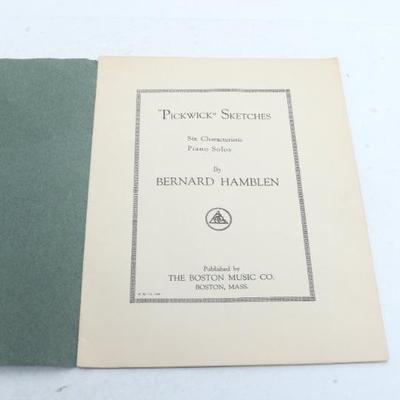 "PICKWICK" SKETCHES
Six Characteristic
Piano Solos
By
BERNARD HAMBLEN
Published by
THE BOSTON MUSIC CO.
BOSTON, MASS.